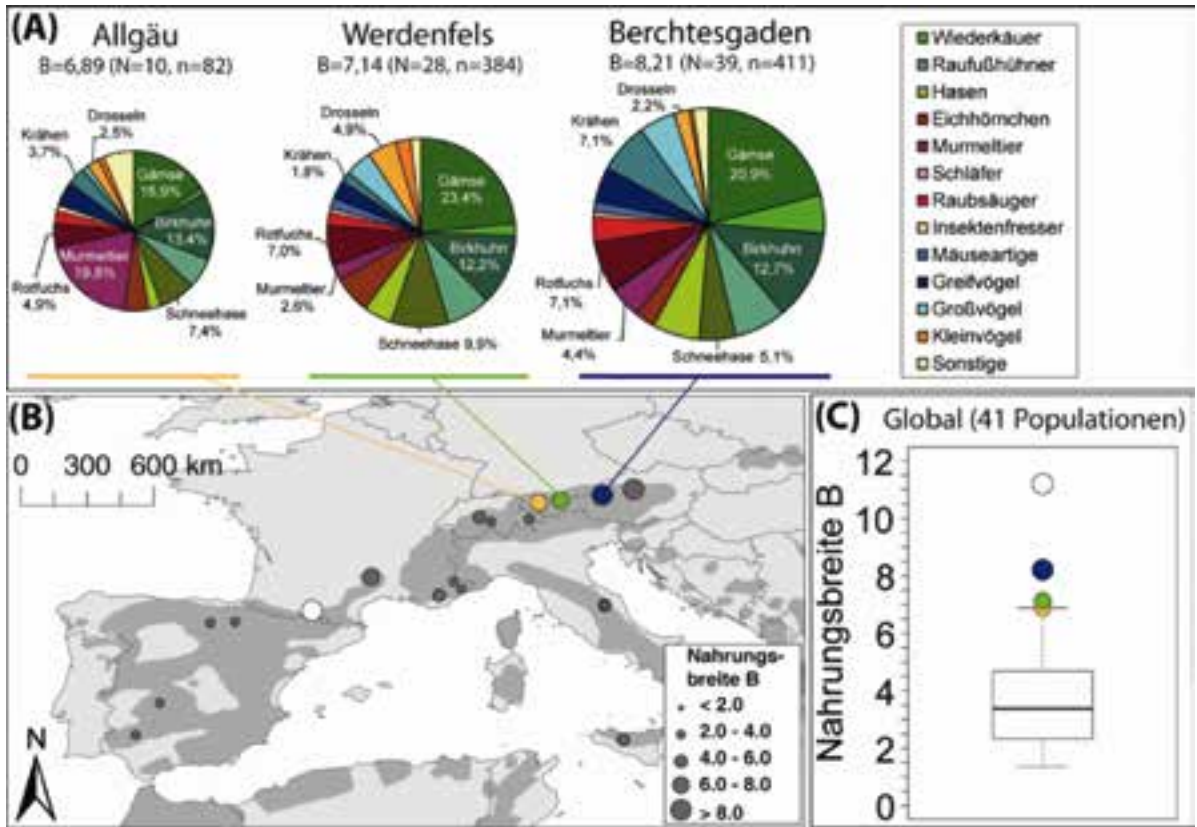 (A)
Allgäu
B=6,89 (N=10, n=82)
Drosseln
2,5%
Krähen
3,7%
Gämse
15,9%
Birkhuhn
13,4%
Murmeltier
19,8%
Rotfuchs
4,9%
Schneehase
7,4%
Werdenfels
B=7,14 (N=28, n=384)
Drosseln
4,9%
Krähen
1,8%
Gämse
23,4%
Rotfuchs
7,0%
Birkhuhn
12,2%
Murmeltier
2,6%
Schneehase 9,9%
Berchtesgaden
B=8,21 (N=39, n=411)
Drosseln
2,2%
Krähen
7,1%
Gämse
20,9%
Birkhuhn
12,7%
Rotfuchs
7,1%
Murmeltier
4,4%
Schneehase 5,1%
Wiederkäuer
Raufußhühner
Hasen
Eichhörnchen
Murmeltier
Schläfer
Raubsäuger
Insektenfresser
Mäuseartige
Greifvögel
Großvögel
Kleinvögel
Sonstige
(B)
0 300 600 km
N
Nahrungs-
breite B
< 2.0
2.0 - 4.0
4.0 - 6.0
6.0 - 8.0
> 8.0
(C)
Global (41 Populationen)
Nahrungsbreite B
12
10
8
6
4
2
0